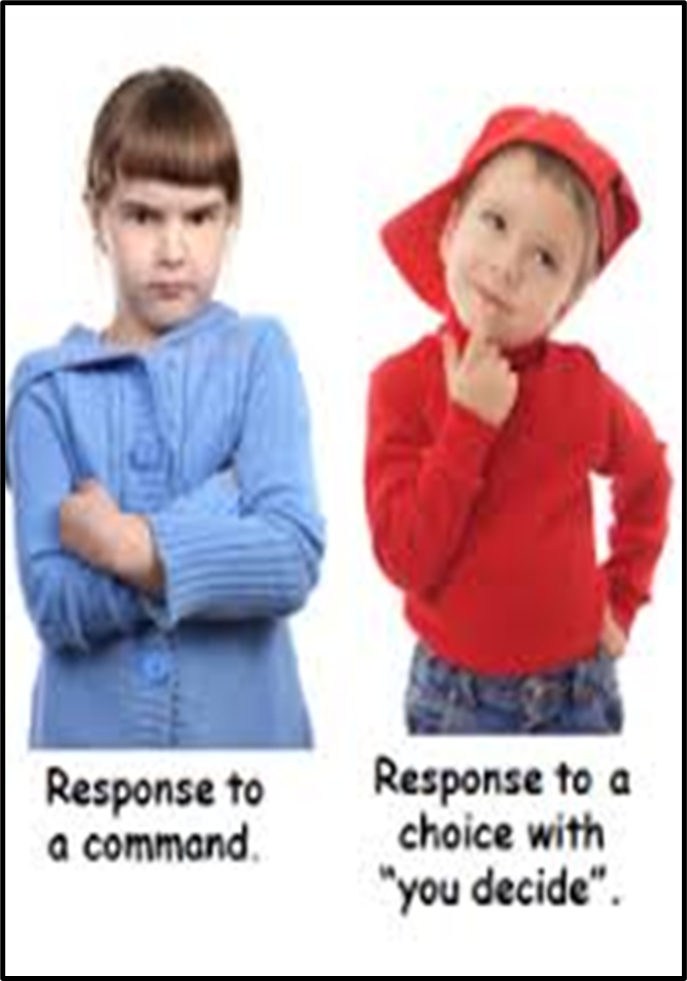 Response to
a command.
Response to a
choice with
“you decide”.